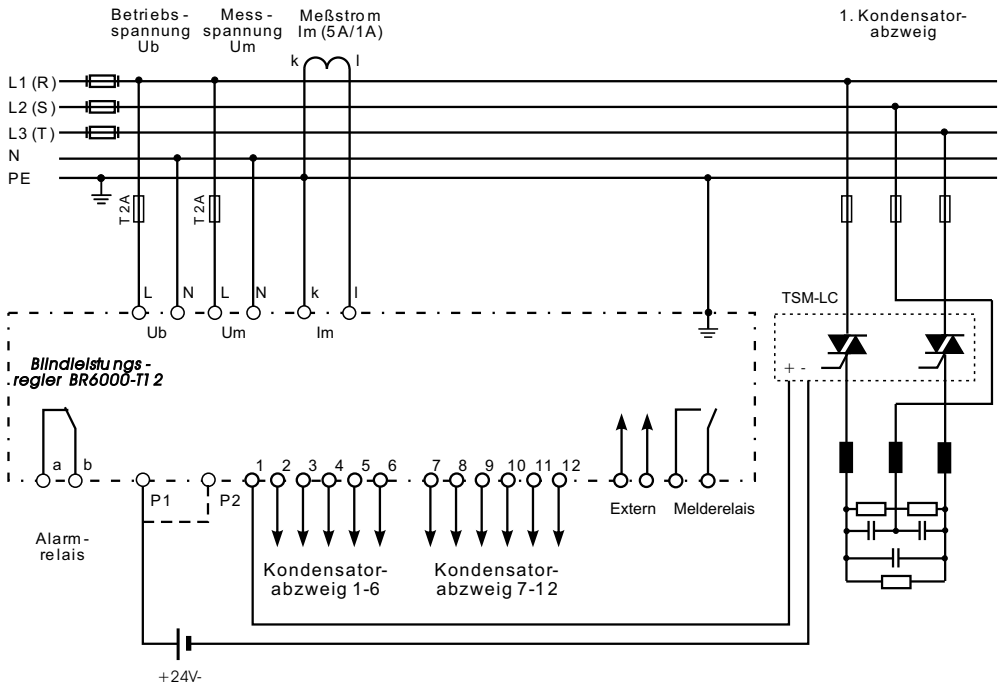 Betriebs-
spannung
Ub
Mess-
spannung
Um
Meßstrom
Im (5A/1A)
1. Kondensator-
abzweig
k
l
L1 (R)
L2 (S)
L3 (T)
N
PE
T 2A
T 2A
L
N
L
N
k
l
Ub
Um
Im
TSM-LC
+ -
Blindleistungs-
regler BR6000-T12
a
b
P1
P2
1
2
3
4
5
6
7
8
9
10
11
12
Extern
Melderelais
Alarm-
relais
Kondensator-
abzweig 1-6
Kondensator-
abzweig 7-12
+24V-